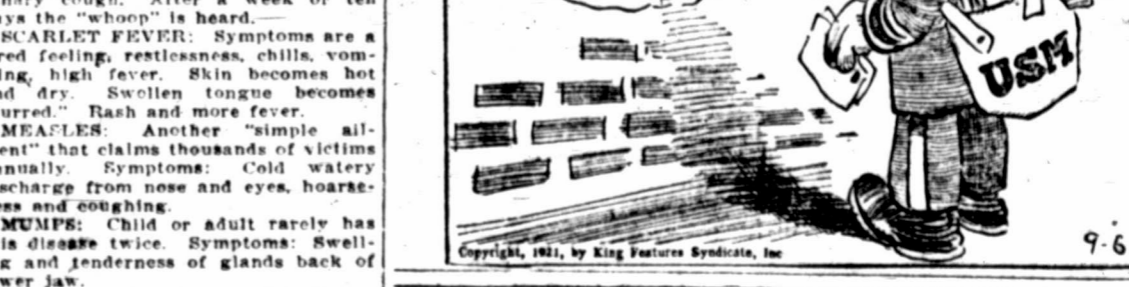 ys the "whoop" is heard.
SCARLET FEVER: Symptoms are a
red feeling, restlessness, chills, vom-
ing, high fever. Skin becomes hot
nd dry. Swollen tongue becomes
urred." Rash and more fever.
MEASLES: Another "simple ail-
ent" that claims thousands of victims
nnually. Symptoms: Cold watery
scharge from nose and eyes, hoarse-
ess and coughing.
MUMPS: Child or adult rarely has
is disease twice. Symptoms: Swell-
g and tenderness of glands back of
wer jaw.
USM
Copyright, 1921, by King Features Syndicate, Inc
9-6